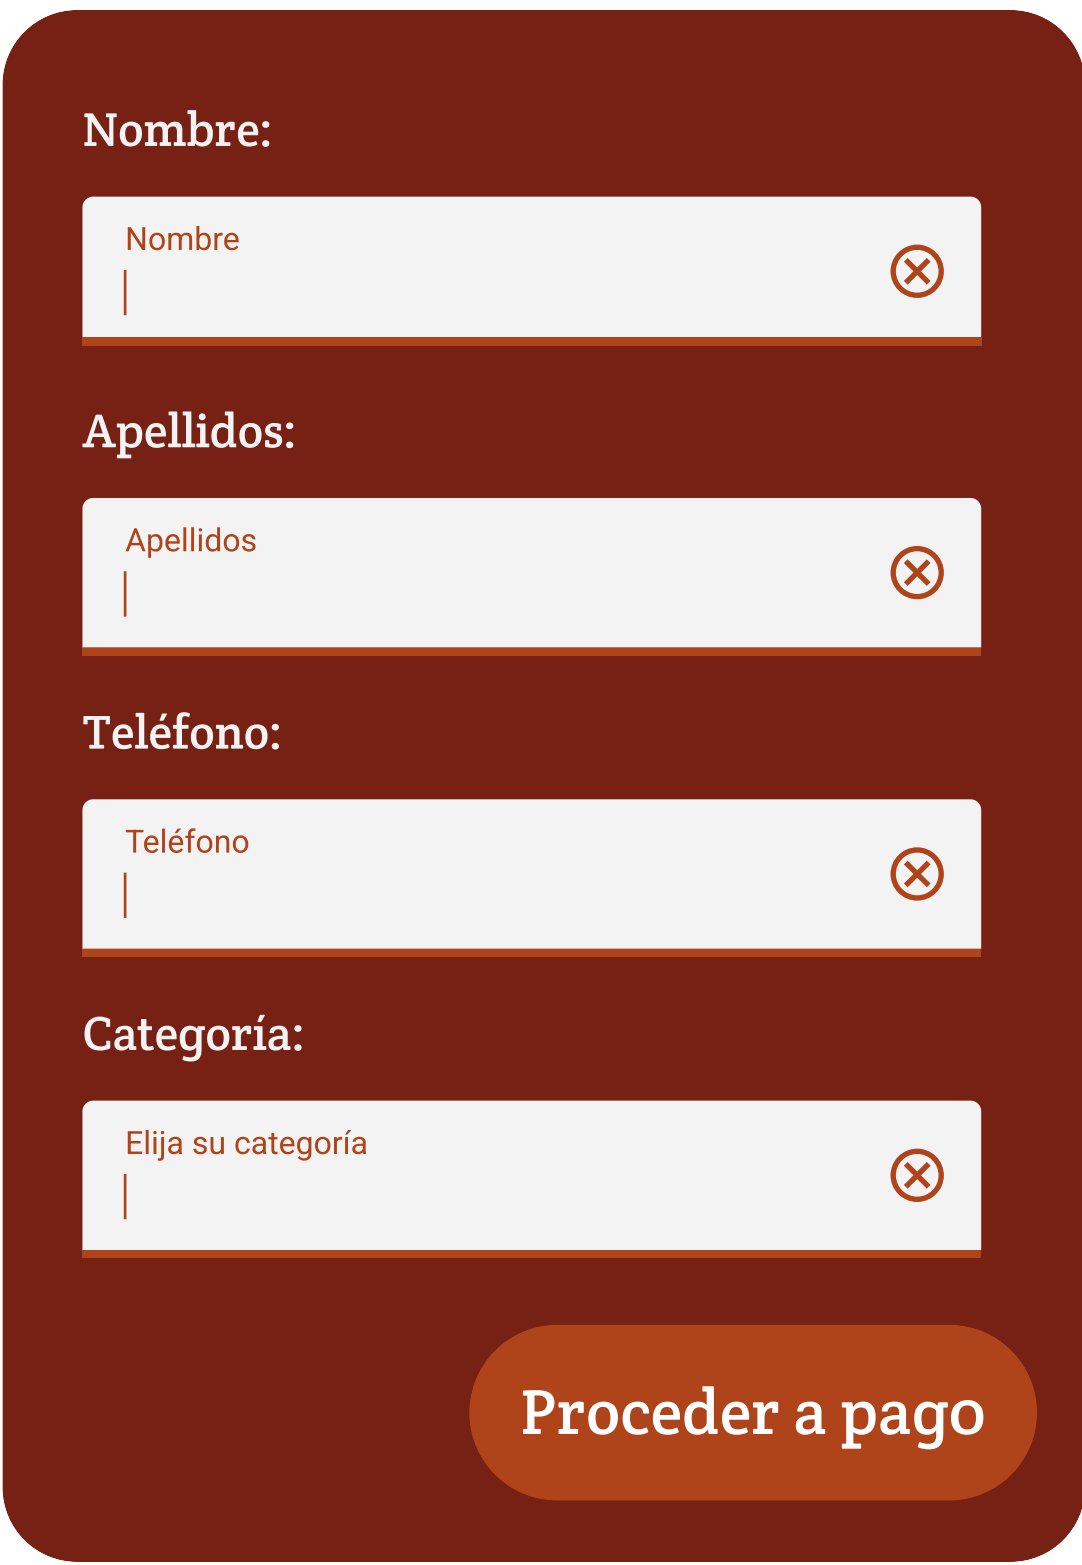 Nombre:
Nombre
Apellidos:
Apellidos
Teléfono:
Teléfono
Categoría:
Elija su categoría
Proceder a pago